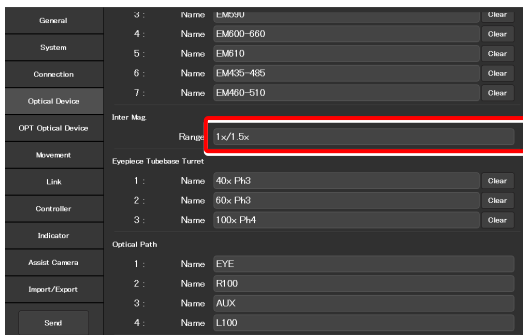 General
System
Connection
Optical Device
OPT Optical Device
Movement
Link
Controller
Indicator
Assist Camera
Import/Export
Send
3 : Name EM590 Clear
4 : Name EM600-660 Clear
5 : Name EM610 Clear
6 : Name EM435-485 Clear
7 : Name EM460-510 Clear
Inter Mag.
Range 1x/1.5x
Eyepiece Tubebase Turret
1 : Name 40x Ph3 Clear
2 : Name 60x Ph3 Clear
3 : Name 100x Ph4 Clear
Optical Path
1 : Name EYE
2 : Name R100
3 : Name AUX
4 : Name L100